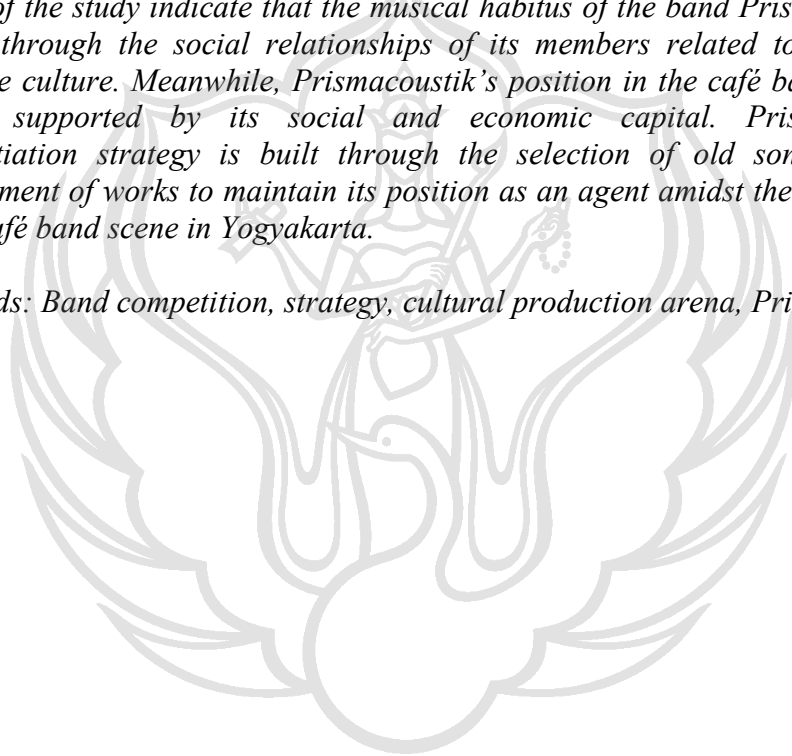 of the study indicate that the musical habitus of the band Pris
through the social relationships of its members related to
e culture. Meanwhile, Prismacoustik's position in the café ba
supported by its social and economic capital. Pris
tiation strategy is built through the selection of old son
ment of works to maintain its position as an agent amidst the
fé band scene in Yogyakarta.
ds: Band competition, strategy, cultural production arena, Pri